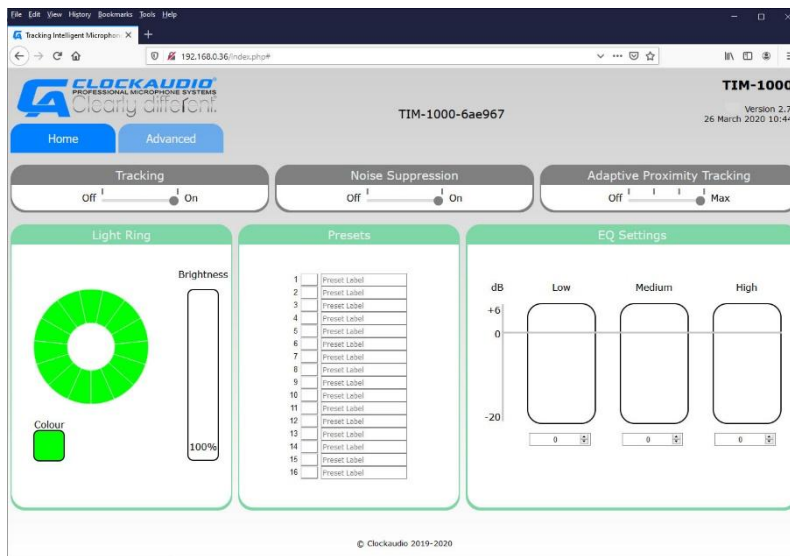 File Edit View History Bookmarks Tools Help
Tracking Intelligent Microphon
192.168.0.36/index.php#
CLOCKAUDIO®
PROFESSIONAL MICROPHONE SYSTEMS
Clearly different.
TIM-1000-6ae967
TIM-1000
Version 2.7
26 March 2020 10:44
Home Advanced
Tracking
Off On
Noise Suppression
Off On
Adaptive Proximity Tracking
Off Max
Light Ring
Brightness
100%
Colour
Presets
1 Preset Label
2 Preset Label
3 Preset Label
4 Preset Label
5 Preset Label
6 Preset Label
7 Preset Label
8 Preset Label
9 Preset Label
10 Preset Label
11 Preset Label
12 Preset Label
13 Preset Label
14 Preset Label
15 Preset Label
16 Preset Label
EQ Settings
dB Low Medium High
+6
0
-20
0 0 0
© Clockaudio 2019-2020